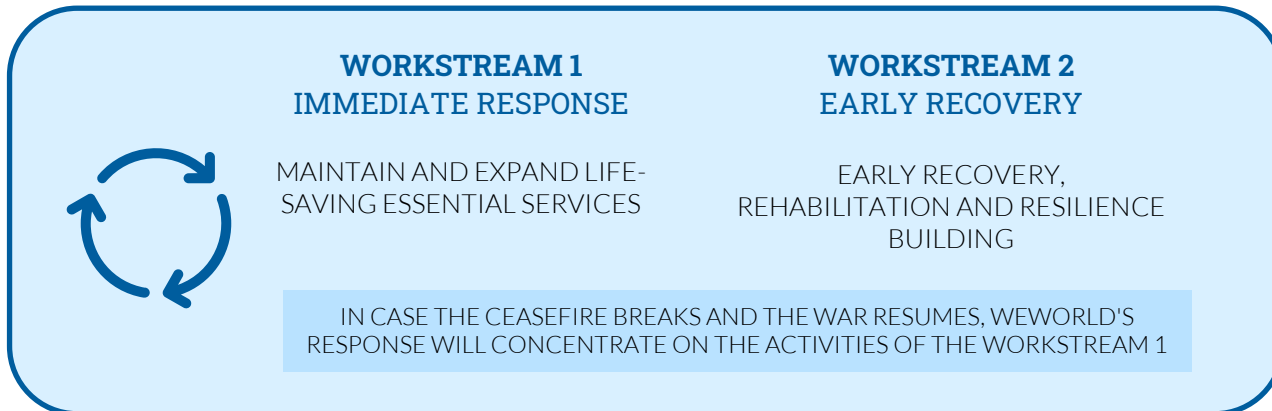 WORKSTREAM 1
IMMEDIATE RESPONSE
MAINTAIN AND EXPAND LIFE-
SAVING ESSENTIAL SERVICES
WORKSTREAM 2
EARLY RECOVERY
EARLY RECOVERY,
REHABILITATION AND RESILIENCE
BUILDING
IN CASE THE CEASEFIRE BREAKS AND THE WAR RESUMES, WEWORLD'S
RESPONSE WILL CONCENTRATE ON THE ACTIVITIES OF THE WORKSTREAM 1